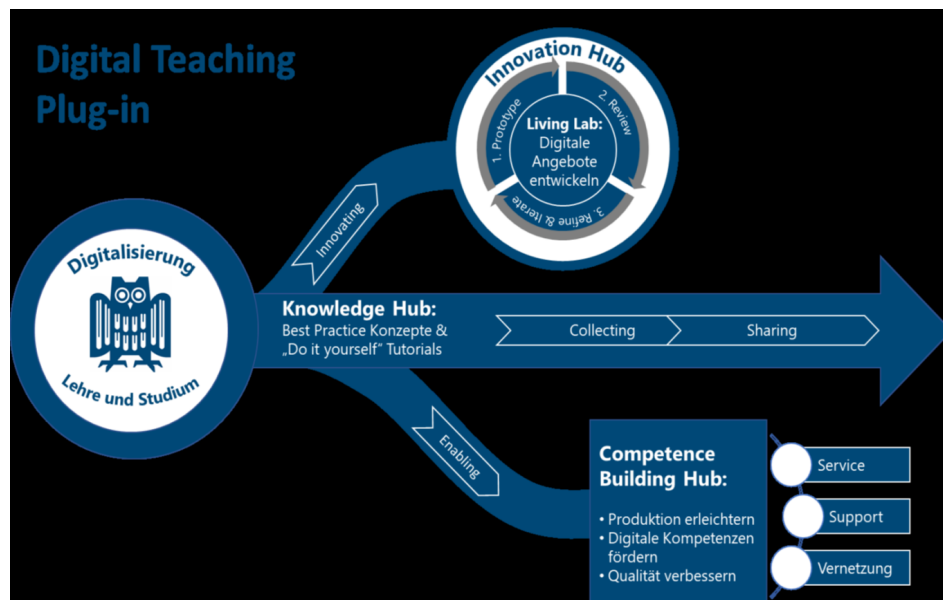 Digital Teaching
Plug-in
Innovation Hub
1. Prototype
2. Review
3. Refine & Iterate
Living Lab:
Digitale
Angebote
entwickeln
Innovating
Digitalisierung
Lehre und Studium
Knowledge Hub:
Best Practice Konzepte &
„Do it yourself“ Tutorials
Collecting
Sharing
Enabling
Competence
Building Hub:
• Produktion erleichtern
• Digitale Kompetenzen
fördern
• Qualität verbessern
Service
Support
Vernetzung